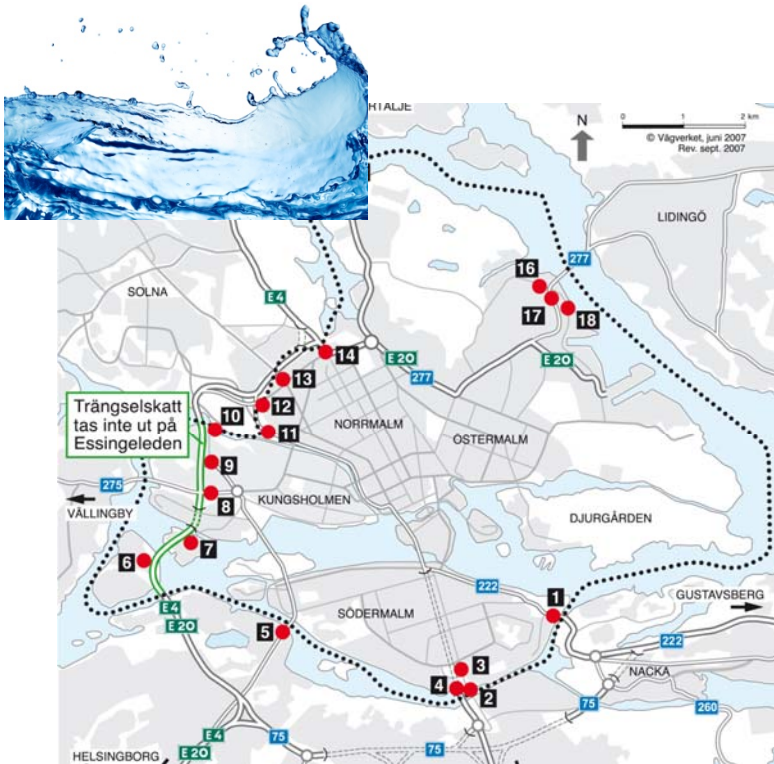 RTÄLJE
N
0 1 2 km
© Vägverket, juni 2007
Rev. sept. 2007
LIDINGÖ
277
16
SOLNA
E 4
17
18
14
E 20
E 20
13
277
Trängselskatt
tas inte ut på
Essingeleden
12
10
NORRMALM
11
ÖSTERMALM
9
275
8
KUNGSHOLMEN
VÄLLINGBY
DJURGÅRDEN
7
6
222
1
GUSTAVSBERG
E 4
SÖDERMALM
E 20
5
222
3
NACKA
4
2
75
260
E 4
75
75
E 20
HELSINGBORG